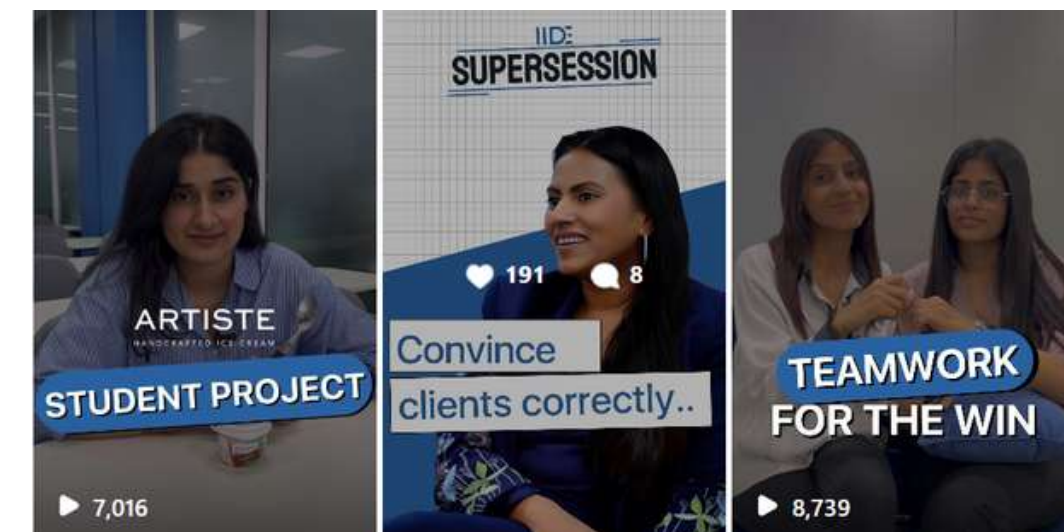 ARTISTE
HANDCRAFTED ICE CREAM
STUDENT PROJECT
7,016
IIDE
SUPERSESSION
191
8
Convince
clients correctly..
TEAMWORK
FOR THE WIN
8,739